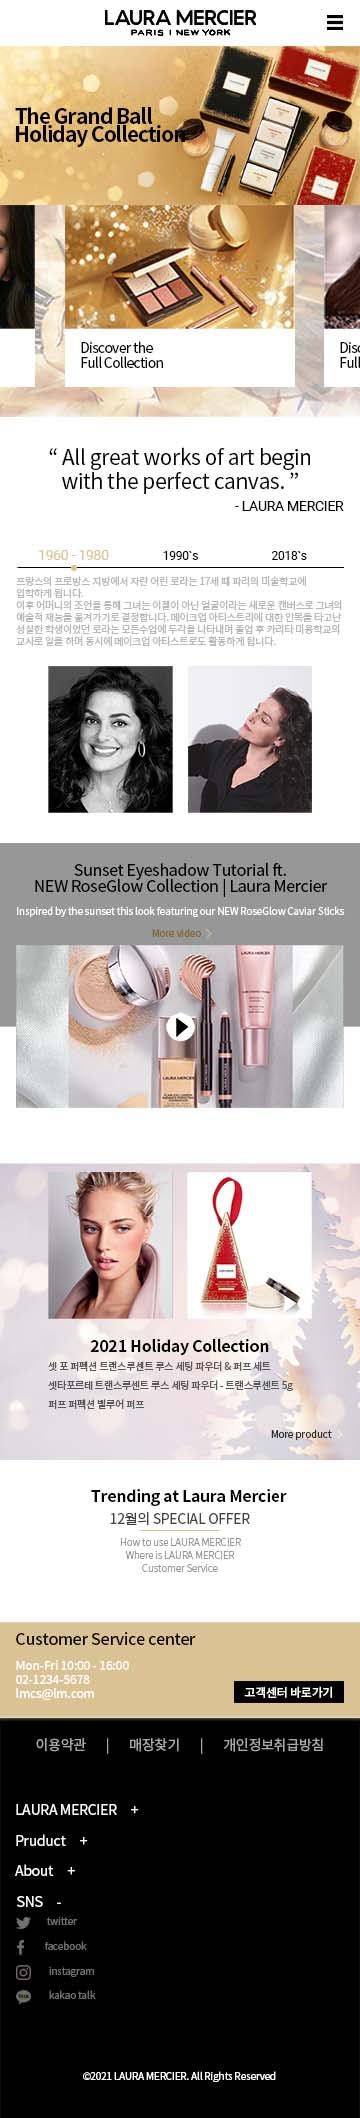 LAURA MERCIER
PARIS | NEW YORK
The Grand Ball
Holiday Collection
Discover the
Full Collection
Disc
Full
“ All great works of art begin
with the perfect canvas. ”
- LAURA MERCIER
1960 - 1980
1990`s
2018`s
프랑스의 프로방스 지방에서 자란 어린 로라는 17세 때 파리의 미술학교에
입학하게 됩니다.
이후 어머니의 조언을 통해 그녀는 이젤이 아닌 얼굴이라는 새로운 캔버스로 그녀의
예술적 재능을 옮겨가기로 결정합니다. 메이크업 아티스트리에 대한 안목을 타고난
성실한 학생이었던 로라는 모든수업에 두각을 나타내며 졸업 후 카리타 미용학교의
교사로 일을 하며 동시에 메이크업 아티스트로도 활동하게 됩니다.
Sunset Eyeshadow Tutorial ft.
NEW RoseGlow Collection | Laura Mercier
Inspired by the sunset this look featuring our NEW RoseGlow Caviar Sticks
More video
LAURA MERCIER
LAURA MERCIER
2021 Holiday Collection
셋 포 퍼펙션 트랜스루센트 루스 세팅 파우더 & 퍼프 세트
셋타포르테 트랜스루센트 루스 세팅 파우더 - 트랜스루센트 5g
퍼프 퍼펙션 벨루어 퍼프
More product
Trending at Laura Mercier
12월의 SPECIAL OFFER
How to use LAURA MERCIER
Where is LAURA MERCIER
Customer Service
Customer Service center
Mon-Fri 10:00 - 16:00
02-1234-5678
lmcs@lm.com
고객센터 바로가기
이용약관 | 매장찾기 | 개인정보취급방침
LAURA MERCIER +
Pruduct +
About +
SNS -
twitter
facebook
instagram
kakao talk
©2021 LAURA MERCIER. All Rights Reserved